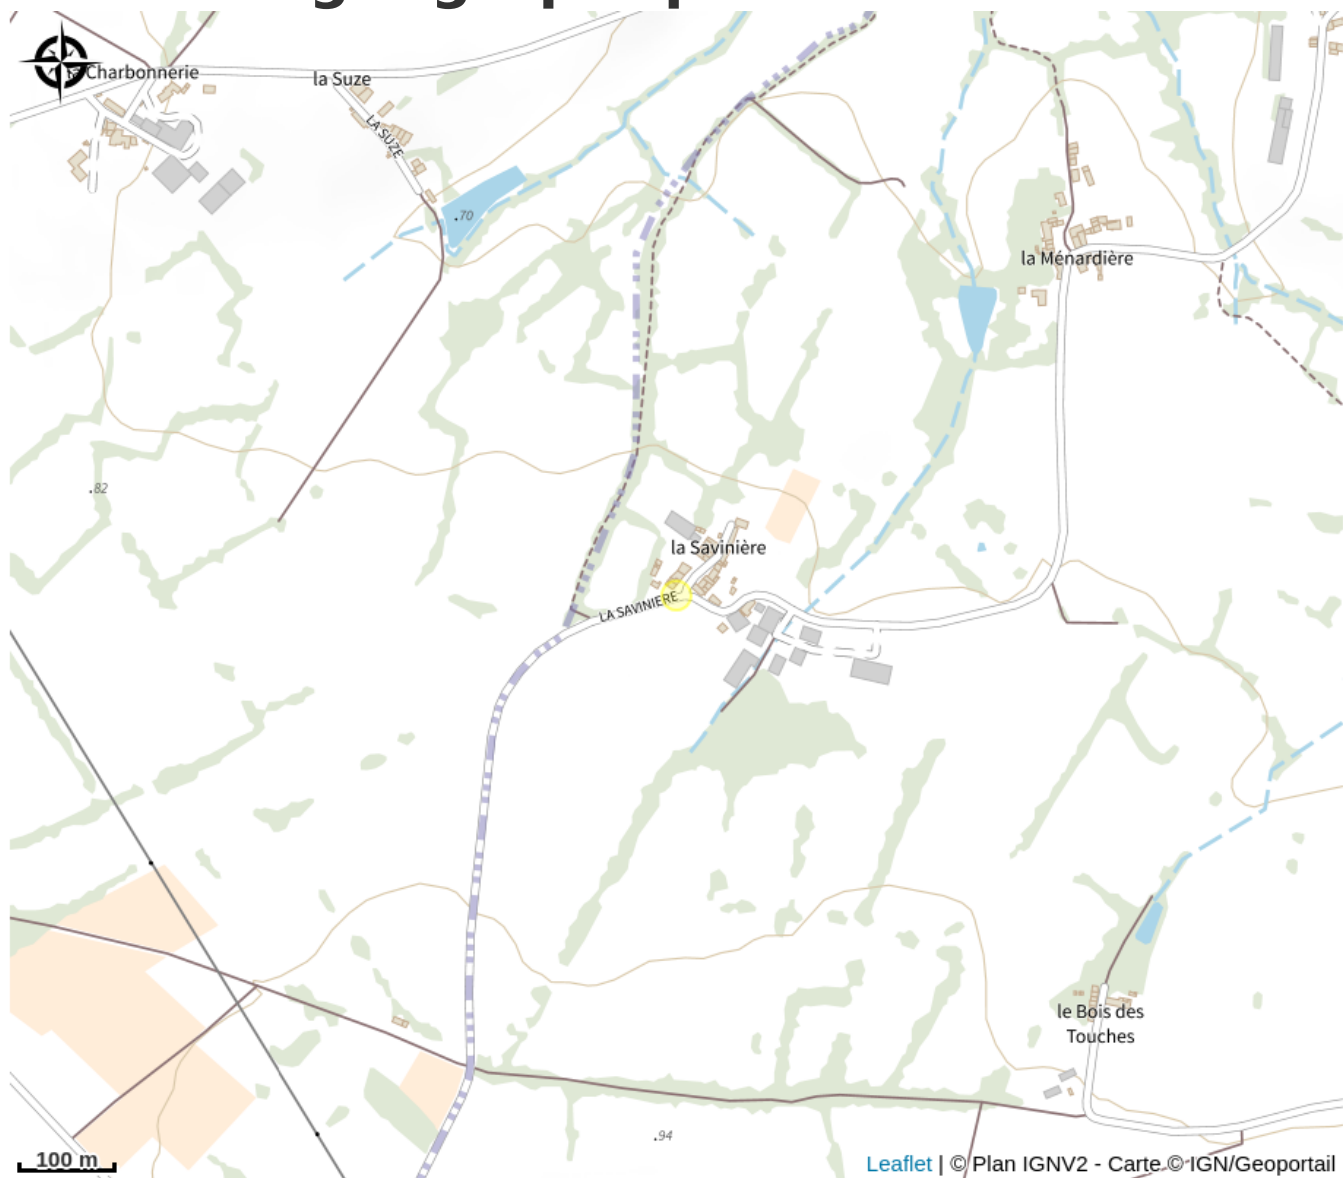 la Charbonnerie
la Suze
LA SUZE
.70
la Ménardière
.82
la Savinière
LA SAVINIERE
le Bois des
Touches
.94
100 m
Leaflet | © Plan IGNV2 - Carte © IGN/Geoportail